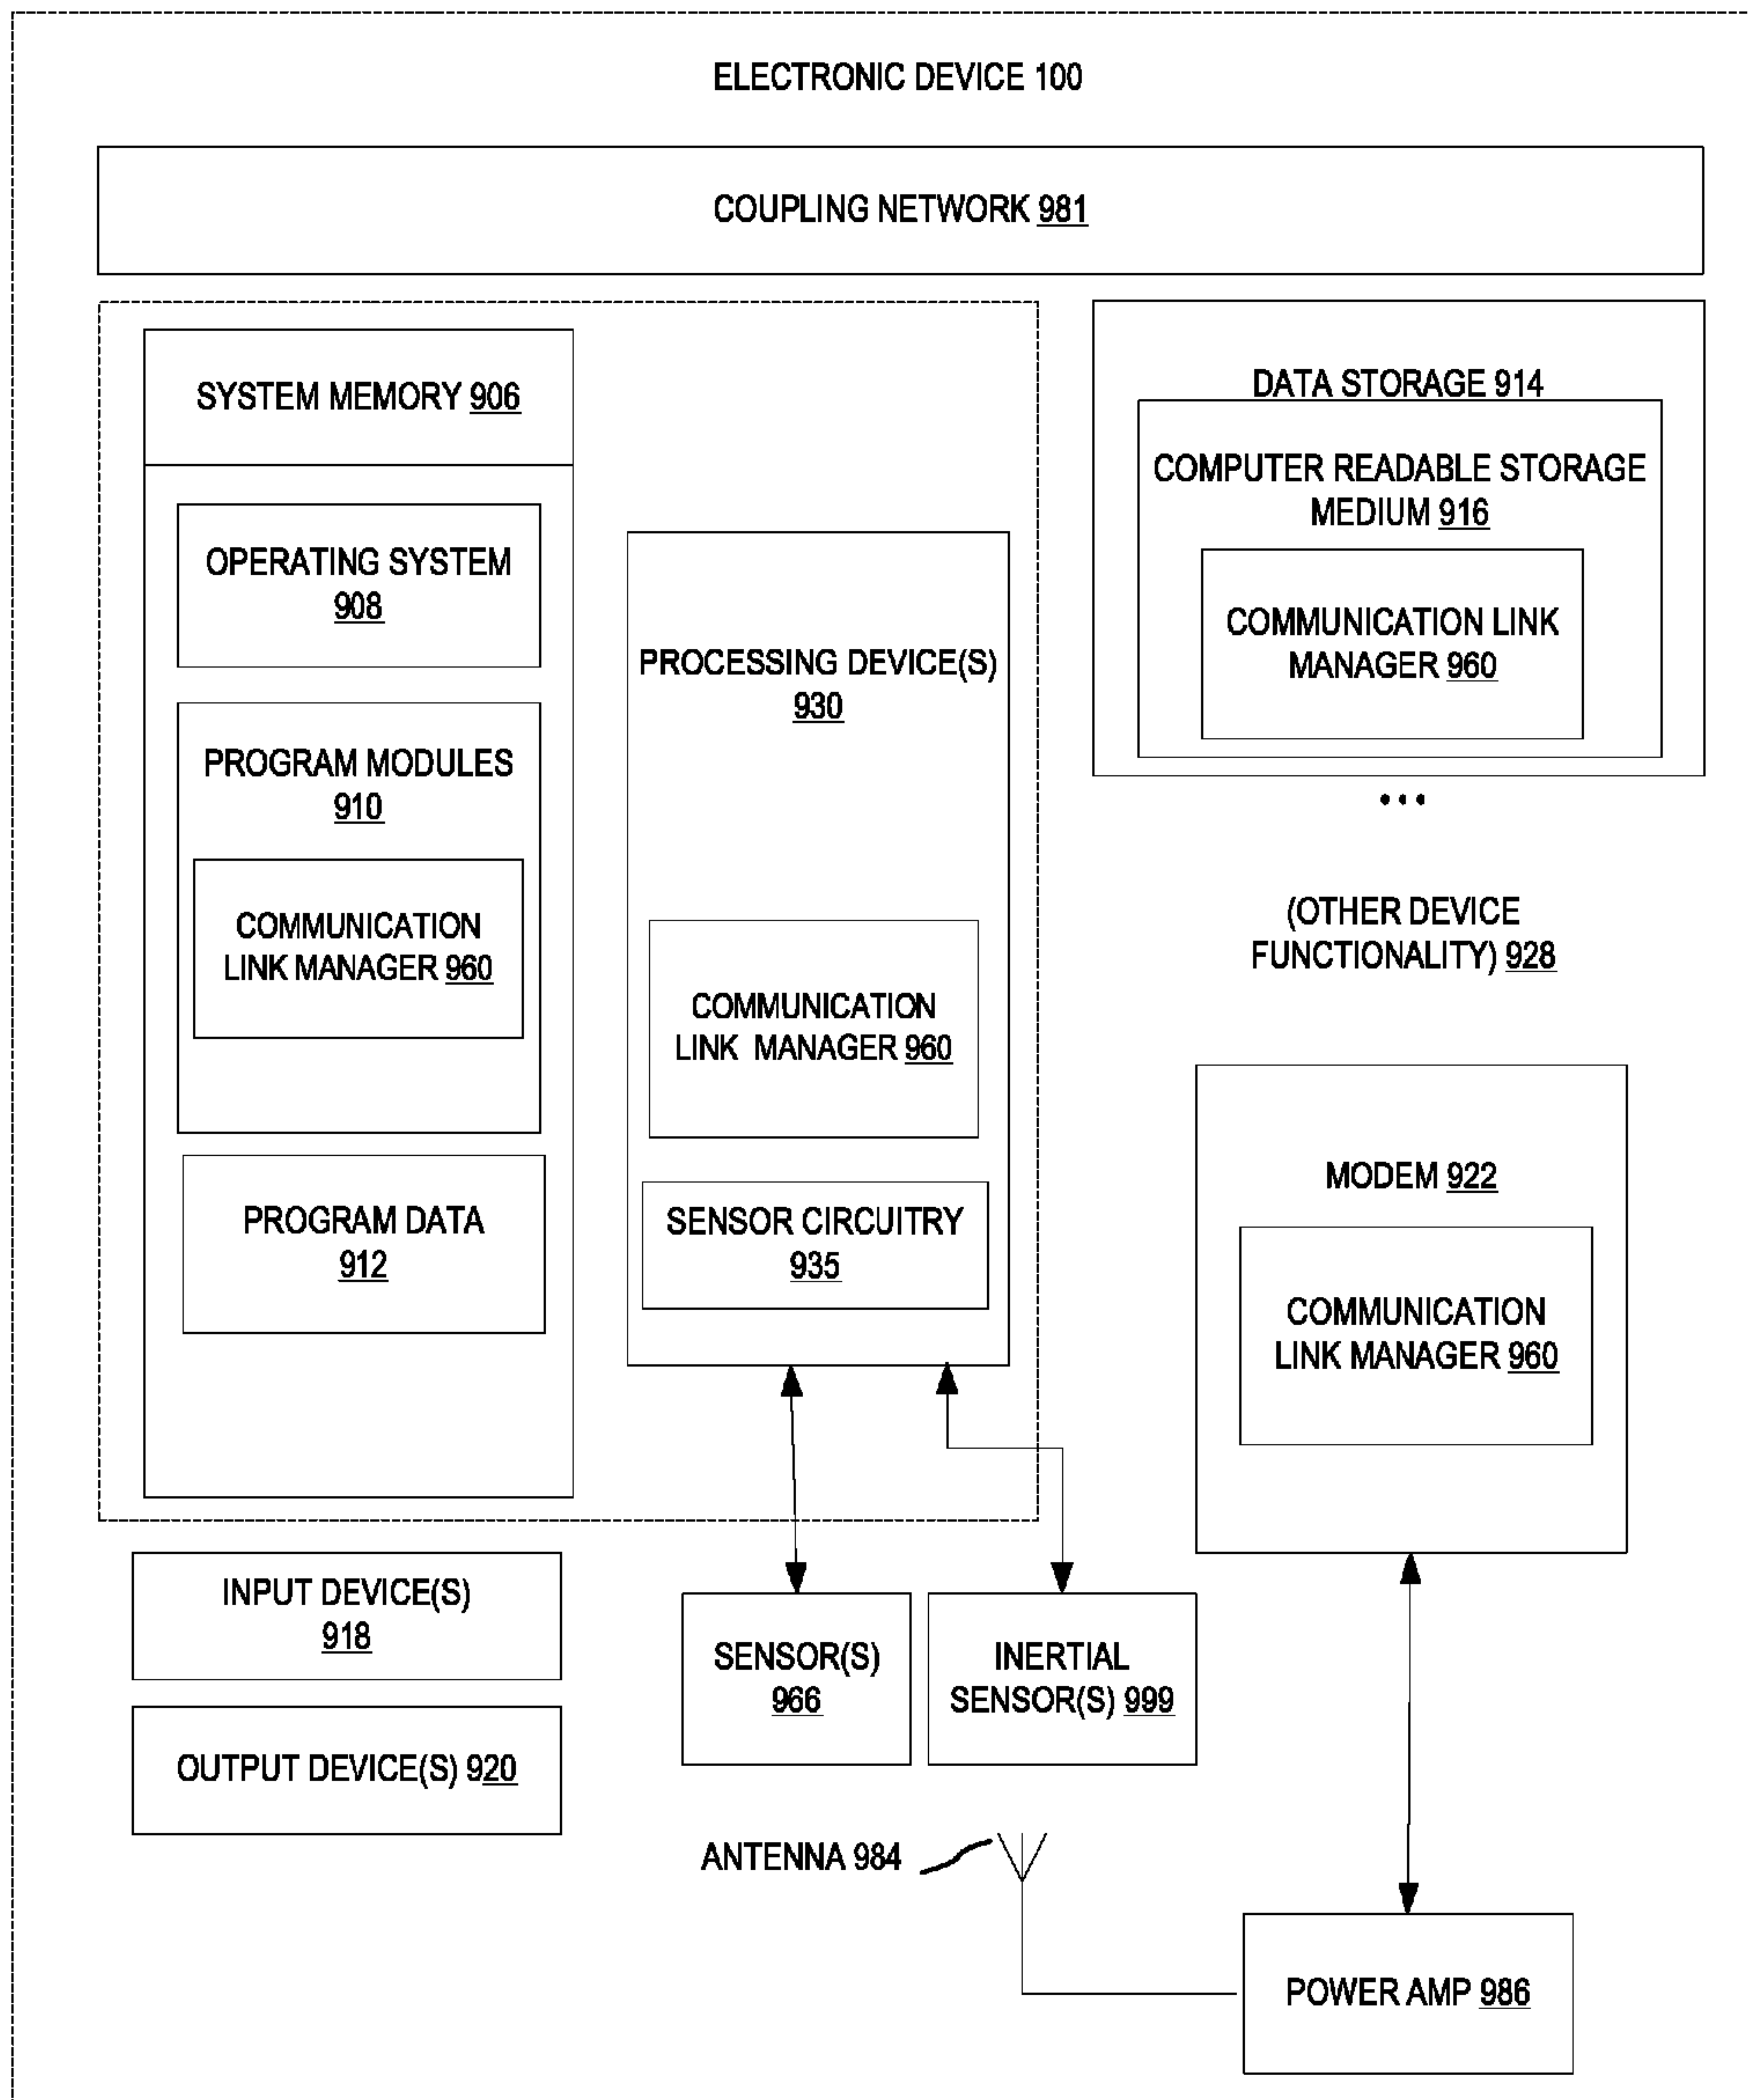 ELECTRONIC DEVICE 100
COUPLING NETWORK 981
SYSTEM MEMORY 906
OPERATING SYSTEM
908
PROGRAM MODULES
910
COMMUNICATION
LINK MANAGER 960
PROGRAM DATA
912
PROCESSING DEVICE(S)
930
COMMUNICATION
LINK MANAGER 960
SENSOR CIRCUITRY
935
DATA STORAGE 914
COMPUTER READABLE STORAGE
MEDIUM 916
COMMUNICATION LINK
MANAGER 960
...
(OTHER DEVICE
FUNCTIONALITY) 928
MODEM 922
COMMUNICATION
LINK MANAGER 960
INPUT DEVICE(S)
918
OUTPUT DEVICE(S) 920
SENSOR(S)
966
INERTIAL
SENSOR(S) 999
ANTENNA 984
POWER AMP 986